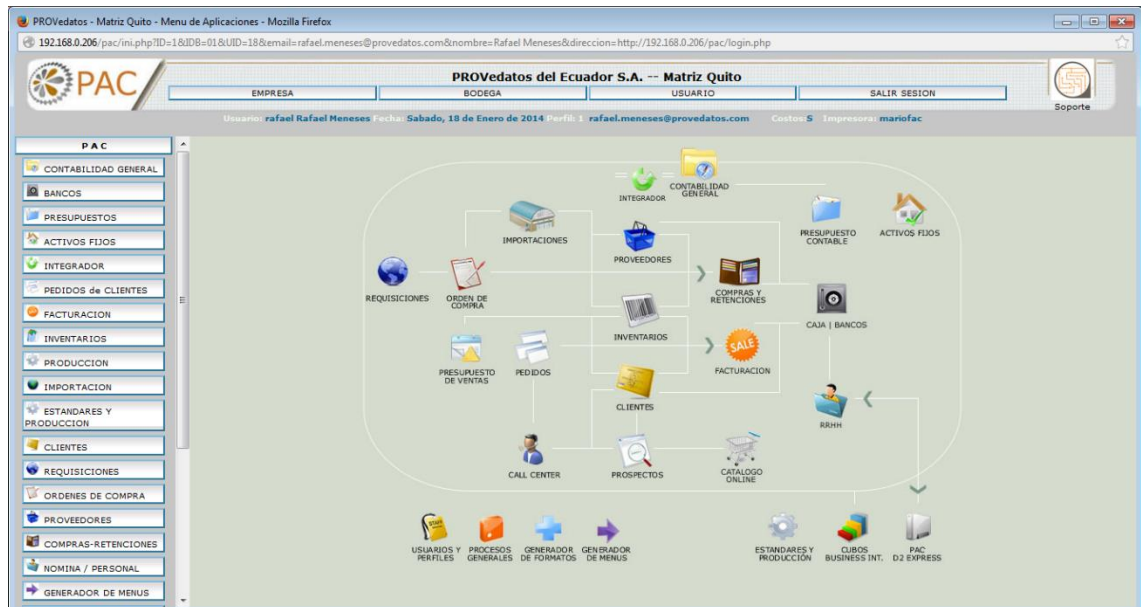 PROVedatos - Matriz Quito - Menu de Aplicaciones - Mozilla Firefox
192.168.0.206/pac/ini.php?ID=1&IDB=01&UID=18&email=rafael.meneses@provedatos.com&nombre=Rafael Meneses&direccion=http://192.168.0.206/pac/login.php
PAC
PROVedatos del Ecuador S.A. -- Matriz Quito
EMPRESA BODEGA USUARIO SALIR SESION
Soporte
Usuario: rafael Rafael Meneses Fecha: Sabado, 18 de Enero de 2014 Perfil: 1 rafael.meneses@provedatos.com Costos S Impresora: mariofac
PAC
CONTABILIDAD GENERAL
BANCOS
PRESUPUESTOS
ACTIVOS FIJOS
INTEGRADOR
PEDIDOS de CLIENTES
FACTURACION
INVENTARIOS
PRODUCCION
IMPORTACION
ESTANDARES Y
PRODUCCION
CLIENTES
REQUISICIONES
ORDENES DE COMPRA
PROVEEDORES
COMPRAS-RETENCIONES
NOMINA / PERSONAL
GENERADOR DE MENUS
INTEGRADOR
CONTABILIDAD
GENERAL
IMPORTACIONES
PROVEEDORES
PRESUPUESTO
CONTABLE
ACTIVOS FIJOS
REQUISICIONES
ORDEN DE
COMPRA
COMPRAS Y
RETENCIONES
INVENTARIOS
CAJA | BANCOS
PRESUPUESTO
DE VENTAS
PEDIDOS
SALE
FACTURACION
CLIENTES
RRHH
CALL CENTER
PROSPECTOS
CATALOGO
ONLINE
USUARIOS Y
PERFILES
PROCESOS
GENERALES
GENERADOR
DE FORMATOS
GENERADOR
DE MENUS
ESTANDARES Y
PRODUCCIÓN
CUBOS
BUSINESS INT.
PAC
D2 EXPRESS